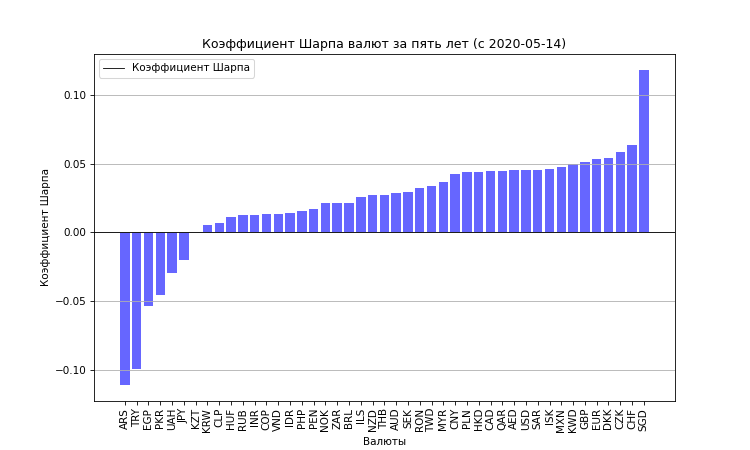 Коэффициент Шарпа валют за пять лет (с 2020-05-14)
Коэффициент Шарпа
Коэффициент Шарпа
0.10
0.05
0.00
−0.05
−0.10
ARS
TRY
EGP
PKR
UAH
JPY
KZT
KRW
CLP
HUF
RUB
INR
COP
VND
IDR
PHP
PEN
NOK
ZAR
BRL
ILS
NZD
THB
AUD
SEK
RON
TWD
MYR
CNY
PLN
HKD
CAD
QAR
AED
USD
SAR
ISK
MXN
KWD
GBP
EUR
DKK
CZK
CHF
SGD
Валюты